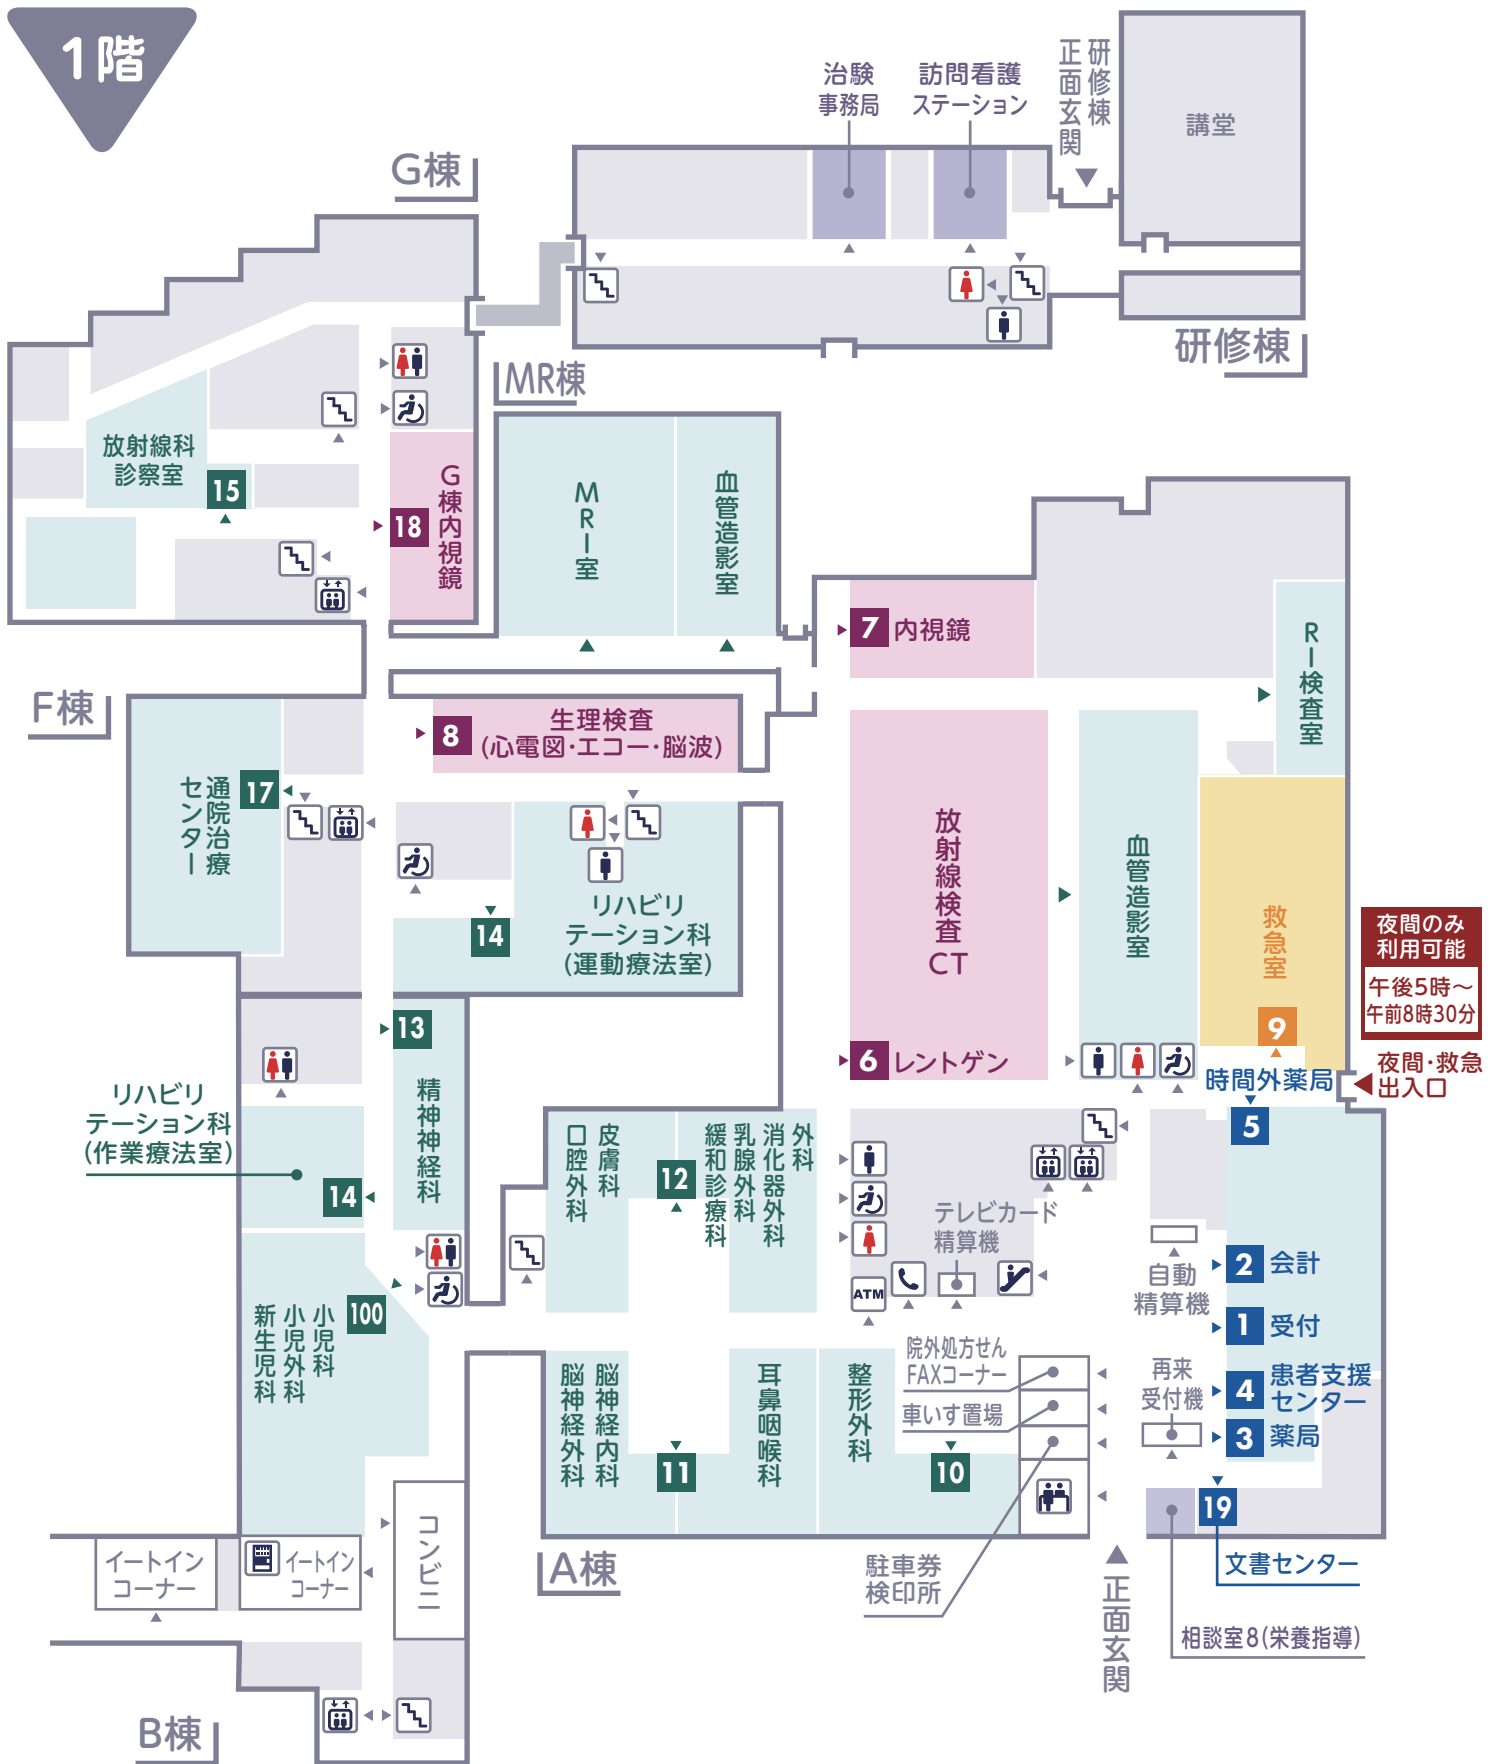 1階
治験
事務局
訪問看護
ステーション
研修棟
正面玄関
講堂
G棟
研修棟
MR棟
放射線科
診察室
15
18
G棟内視鏡
MRI室
血管造影室
7
内視鏡
RI検査室
F棟
8
生理検査
(心電図・エコー・脳波)
17
通院治療
センター
14
リハビリ
テーション科
(運動療法室)
放射線検査
CT
血管造影室
救急室
9
夜間のみ
利用可能
午後5時〜
午前8時30分
夜間・救急
出入口
6
レントゲン
時間外薬局
5
13
精神神経科
リハビリ
テーション科
(作業療法室)
14
皮膚科
口腔外科
12
外科
消化器外科
乳腺外科
緩和診療科
テレビカード
精算機
ATM
2
会計
自動
精算機
1
受付
100
小児科
小児外科
新生児科
院外処方せん
FAXコーナー
車いす置場
再来
受付機
4
患者支援
センター
3
薬局
脳神経内科
脳神経外科
11
耳鼻咽喉科
整形外科
10
19
コンビニ
イートイン
コーナー
イートイン
コーナー
A棟
駐車券
検印所
正面玄関
文書センター
相談室8(栄養指導)
B棟